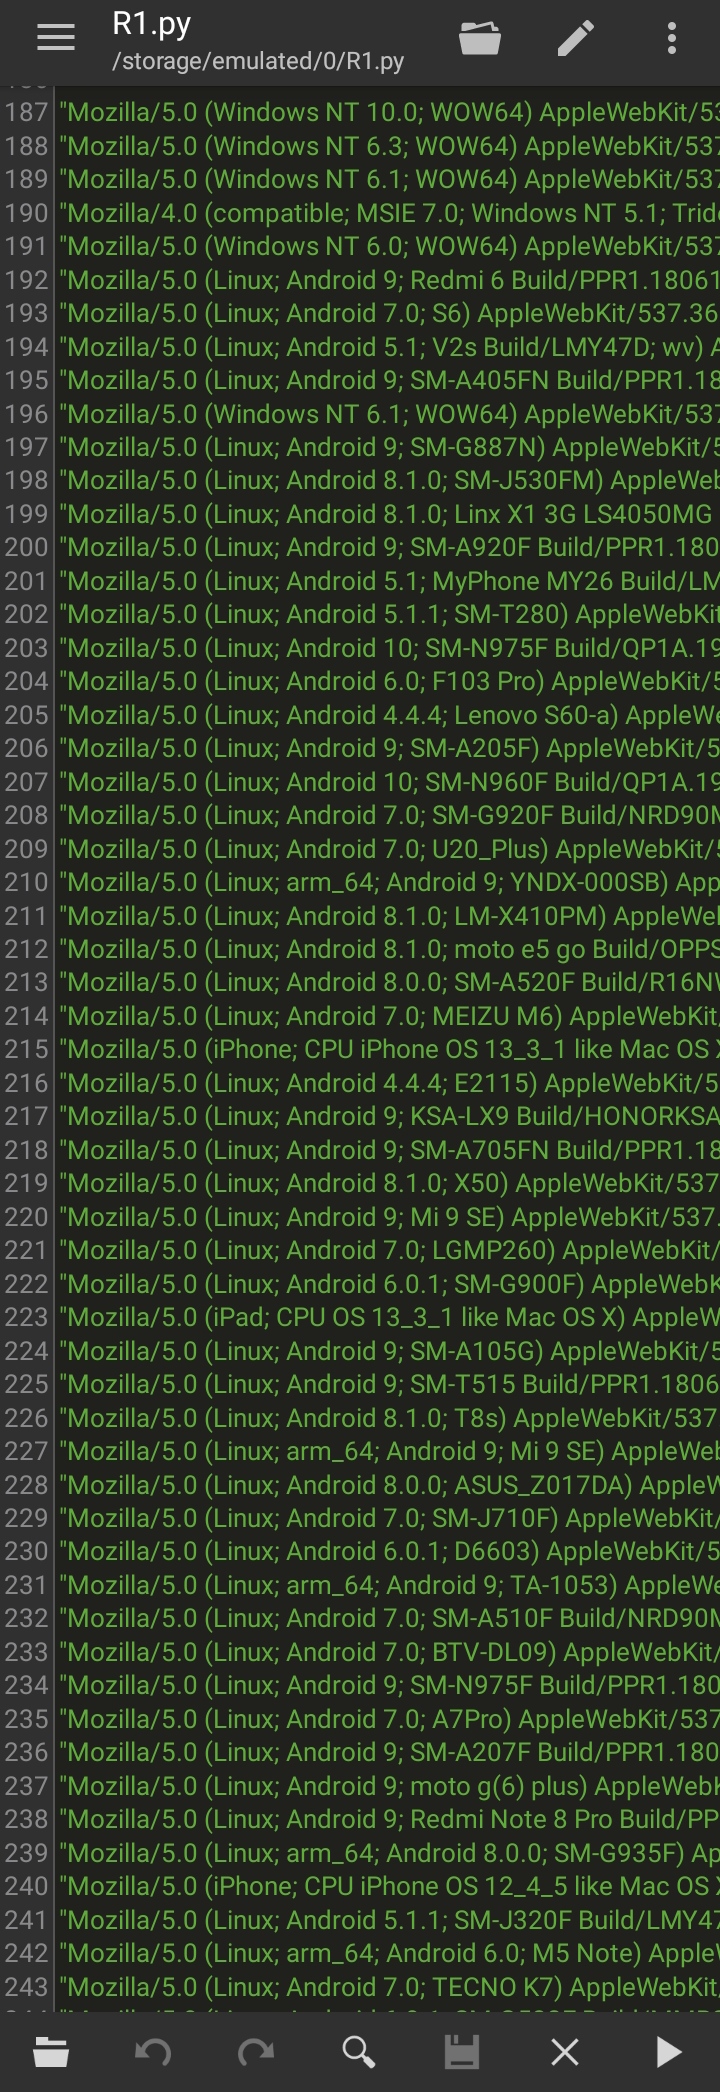 R1.py
/storage/emulated/0/R1.py
187 "Mozilla/5.0 (Windows NT 10.0; WOW64) AppleWebKit/53
188 "Mozilla/5.0 (Windows NT 6.3; WOW64) AppleWebKit/537
189 "Mozilla/5.0 (Windows NT 6.1; WOW64) AppleWebKit/537
190 "Mozilla/4.0 (compatible; MSIE 7.0; Windows NT 5.1; Tride
191 "Mozilla/5.0 (Windows NT 6.0; WOW64) AppleWebKit/537
192 "Mozilla/5.0 (Linux; Android 9; Redmi 6 Build/PPR1.18061
193 "Mozilla/5.0 (Linux; Android 7.0; S6) AppleWebKit/537.36
194 "Mozilla/5.0 (Linux; Android 5.1; V2s Build/LMY47D; wv) A
195 "Mozilla/5.0 (Linux; Android 9; SM-A405FN Build/PPR1.18
196 "Mozilla/5.0 (Windows NT 6.1; WOW64) AppleWebKit/537
197 "Mozilla/5.0 (Linux; Android 9; SM-G887N) AppleWebKit/5
198 "Mozilla/5.0 (Linux; Android 8.1.0; SM-J530FM) AppleWeb
199 "Mozilla/5.0 (Linux; Android 8.1.0; Linx X1 3G LS4050MG
200 "Mozilla/5.0 (Linux; Android 9; SM-A920F Build/PPR1.180
201 "Mozilla/5.0 (Linux; Android 5.1; MyPhone MY26 Build/LM
202 "Mozilla/5.0 (Linux; Android 5.1.1; SM-T280) AppleWebKit
203 "Mozilla/5.0 (Linux; Android 10; SM-N975F Build/QP1A.19
204 "Mozilla/5.0 (Linux; Android 6.0; F103 Pro) AppleWebKit/5
205 "Mozilla/5.0 (Linux; Android 4.4.4; Lenovo S60-a) AppleWe
206 "Mozilla/5.0 (Linux; Android 9; SM-A205F) AppleWebKit/5
207 "Mozilla/5.0 (Linux; Android 10; SM-N960F Build/QP1A.19
208 "Mozilla/5.0 (Linux; Android 7.0; SM-G920F Build/NRD90M
209 "Mozilla/5.0 (Linux; Android 7.0; U20_Plus) AppleWebKit/5
210 "Mozilla/5.0 (Linux; arm_64; Android 9; YNDX-000SB) App
211 "Mozilla/5.0 (Linux; Android 8.1.0; LM-X410PM) AppleWel
212 "Mozilla/5.0 (Linux; Android 8.1.0; moto e5 go Build/OPPS
213 "Mozilla/5.0 (Linux; Android 8.0.0; SM-A520F Build/R16NW
214 "Mozilla/5.0 (Linux; Android 7.0; MEIZU M6) AppleWebKit,
215 "Mozilla/5.0 (iPhone; CPU iPhone OS 13_3_1 like Mac OS X
216 "Mozilla/5.0 (Linux; Android 4.4.4; E2115) AppleWebKit/5
217 "Mozilla/5.0 (Linux; Android 9; KSA-LX9 Build/HONORKSA
218 "Mozilla/5.0 (Linux; Android 9; SM-A705FN Build/PPR1.18
219 "Mozilla/5.0 (Linux; Android 8.1.0; X50) AppleWebKit/537
220 "Mozilla/5.0 (Linux; Android 9; Mi 9 SE) AppleWebKit/537.
221 "Mozilla/5.0 (Linux; Android 7.0; LGMP260) AppleWebKit/
222 "Mozilla/5.0 (Linux; Android 6.0.1; SM-G900F) AppleWebK
223 "Mozilla/5.0 (iPad; CPU OS 13_3_1 like Mac OS X) AppleW
224 "Mozilla/5.0 (Linux; Android 9; SM-A105G) AppleWebKit/5
225 "Mozilla/5.0 (Linux; Android 9; SM-T515 Build/PPR1.1806
226 "Mozilla/5.0 (Linux; Android 8.1.0; T8s) AppleWebKit/537
227 "Mozilla/5.0 (Linux; arm_64; Android 9; Mi 9 SE) AppleWeb
228 "Mozilla/5.0 (Linux; Android 8.0.0; ASUS_Z017DA) AppleW
229 "Mozilla/5.0 (Linux; Android 7.0; SM-J710F) AppleWebKit/
230 "Mozilla/5.0 (Linux; Android 6.0.1; D6603) AppleWebKit/5
231 "Mozilla/5.0 (Linux; arm_64; Android 9; TA-1053) AppleWe
232 "Mozilla/5.0 (Linux; Android 7.0; SM-A510F Build/NRD90M
233 "Mozilla/5.0 (Linux; Android 7.0; BTV-DL09) AppleWebKit/
234 "Mozilla/5.0 (Linux; Android 9; SM-N975F Build/PPR1.180
235 "Mozilla/5.0 (Linux; Android 7.0; A7Pro) AppleWebKit/537
236 "Mozilla/5.0 (Linux; Android 9; SM-A207F Build/PPR1.180
237 "Mozilla/5.0 (Linux; Android 9; moto g(6) plus) AppleWebK
238 "Mozilla/5.0 (Linux; Android 9; Redmi Note 8 Pro Build/PP
239 "Mozilla/5.0 (Linux; arm_64; Android 8.0.0; SM-G935F) Ap
240 "Mozilla/5.0 (iPhone; CPU iPhone OS 12_4_5 like Mac OS X
241 "Mozilla/5.0 (Linux; Android 5.1.1; SM-J320F Build/LMY47
242 "Mozilla/5.0 (Linux; arm_64; Android 6.0; M5 Note) AppleW
243 "Mozilla/5.0 (Linux; Android 7.0; TECNO K7) AppleWebKit,